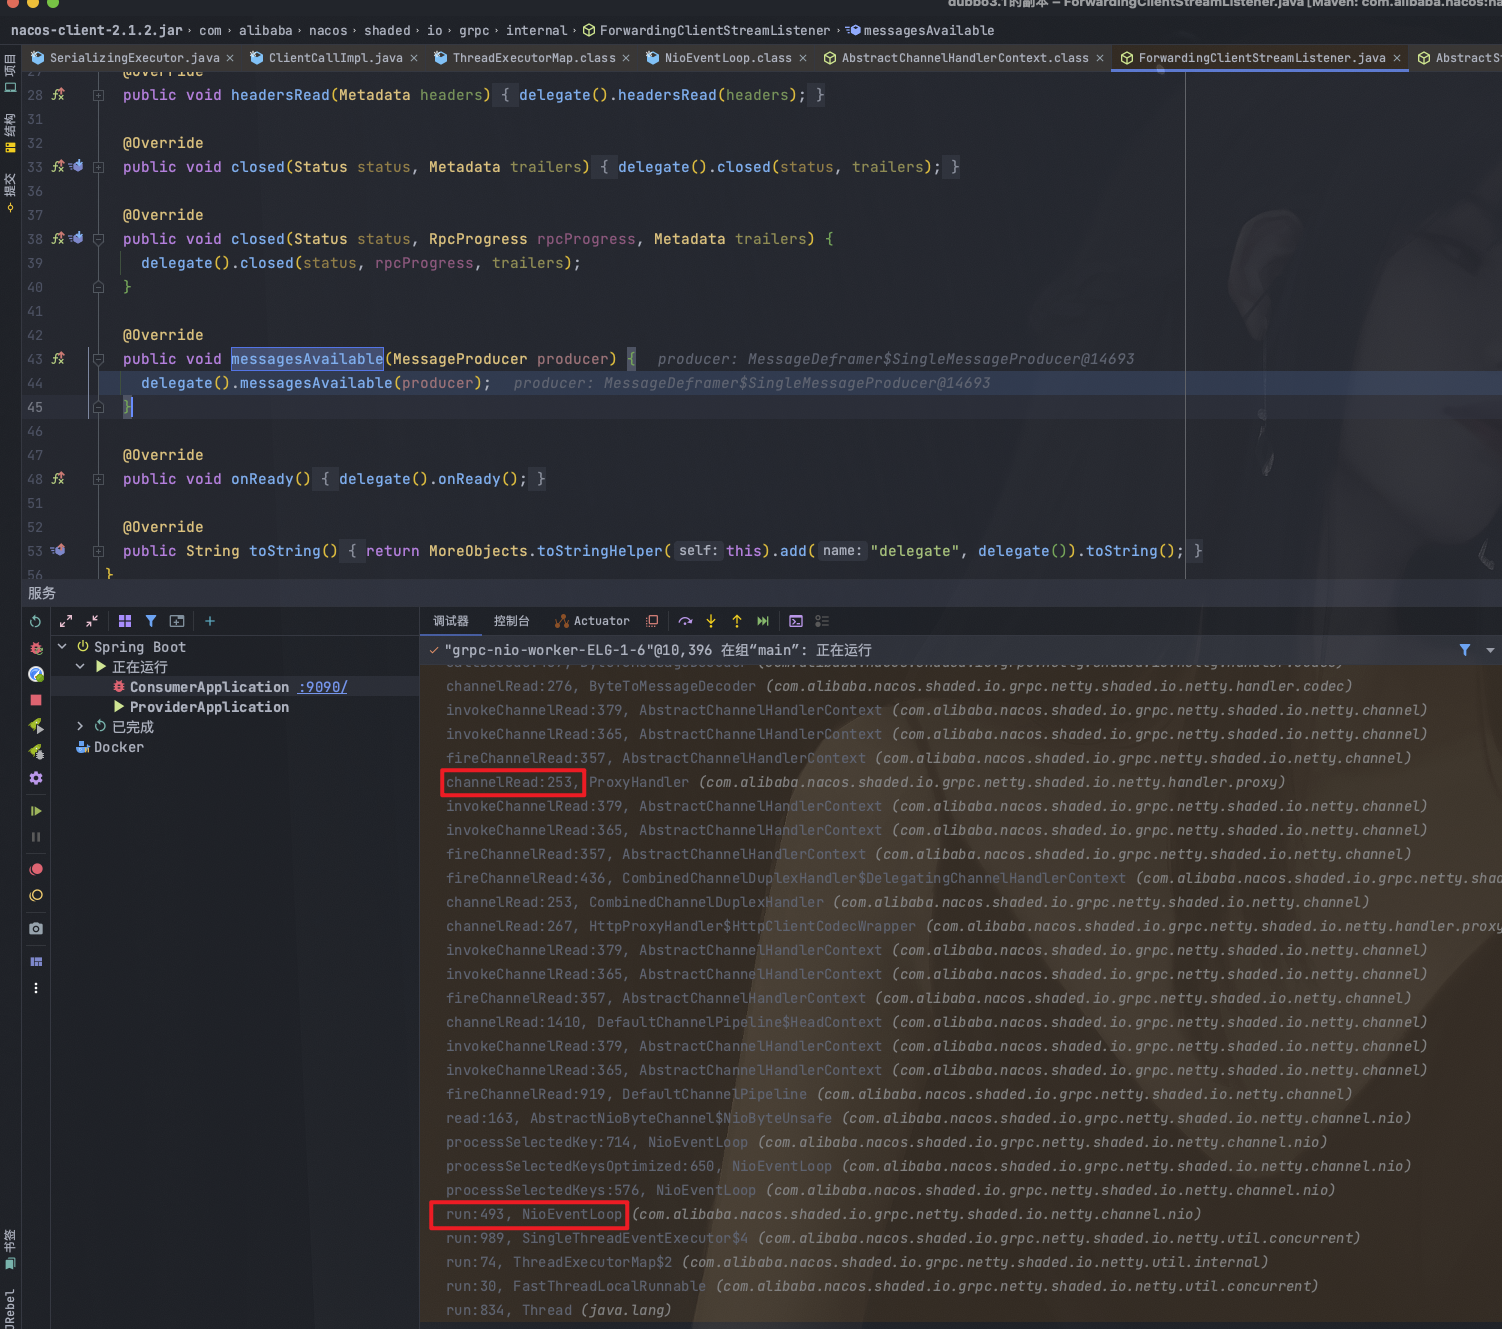 dubbo3.1的副本 – ForwardingClientStreamListener.java [Maven: com.alibaba.nacos:na
nacos-client-2.1.2.jar › com › alibaba › nacos › shaded › io › grpc › internal › ForwardingClientStreamListener › messagesAvailable
SerializingExecutor.java × ClientCallImpl.java × ThreadExecutorMap.class × NioEventLoop.class × AbstractChannelHandlerContext.class × ForwardingClientStreamListener.java × AbstractSt
项目
结构
提交
27 @Override
28 public void headersRead(Metadata headers) { delegate().headersRead(headers); }
31
32 @Override
33 public void closed(Status status, Metadata trailers) { delegate().closed(status, trailers); }
36
37 @Override
38 public void closed(Status status, RpcProgress rpcProgress, Metadata trailers) {
39 delegate().closed(status, rpcProgress, trailers);
40 }
41
42 @Override
43 public void messagesAvailable(MessageProducer producer) { producer: MessageDeframer$SingleMessageProducer@14693
44 delegate().messagesAvailable(producer); producer: MessageDeframer$SingleMessageProducer@14693
45 }
46
47 @Override
48 public void onReady() { delegate().onReady(); }
51
52 @Override
53 public String toString() { return MoreObjects.toStringHelper( self: this).add( name: "delegate", delegate()).toString(); }
56 }
服务
调试器 控制台 Actuator
Spring Boot
正在运行
ConsumerApplication :9090/
ProviderApplication
已完成
Docker
"grpc-nio-worker-ELG-1-6"@10,396 在组“main”: 正在运行
channelRead:276, ByteToMessageDecoder (com.alibaba.nacos.shaded.io.grpc.netty.shaded.io.netty.handler.codec)
invokeChannelRead:379, AbstractChannelHandlerContext (com.alibaba.nacos.shaded.io.grpc.netty.shaded.io.netty.channel)
invokeChannelRead:365, AbstractChannelHandlerContext (com.alibaba.nacos.shaded.io.grpc.netty.shaded.io.netty.channel)
fireChannelRead:357, AbstractChannelHandlerContext (com.alibaba.nacos.shaded.io.grpc.netty.shaded.io.netty.channel)
channelRead:253, ProxyHandler (com.alibaba.nacos.shaded.io.grpc.netty.shaded.io.netty.handler.proxy)
invokeChannelRead:379, AbstractChannelHandlerContext (com.alibaba.nacos.shaded.io.grpc.netty.shaded.io.netty.channel)
invokeChannelRead:365, AbstractChannelHandlerContext (com.alibaba.nacos.shaded.io.grpc.netty.shaded.io.netty.channel)
fireChannelRead:357, AbstractChannelHandlerContext (com.alibaba.nacos.shaded.io.grpc.netty.shaded.io.netty.channel)
fireChannelRead:436, CombinedChannelDuplexHandler$DelegatingChannelHandlerContext (com.alibaba.nacos.shaded.io.grpc.netty.shad
channelRead:253, CombinedChannelDuplexHandler (com.alibaba.nacos.shaded.io.grpc.netty.shaded.io.netty.channel)
channelRead:267, HttpProxyHandler$HttpClientCodecWrapper (com.alibaba.nacos.shaded.io.grpc.netty.shaded.io.netty.handler.proxy
invokeChannelRead:379, AbstractChannelHandlerContext (com.alibaba.nacos.shaded.io.grpc.netty.shaded.io.netty.channel)
invokeChannelRead:365, AbstractChannelHandlerContext (com.alibaba.nacos.shaded.io.grpc.netty.shaded.io.netty.channel)
fireChannelRead:357, AbstractChannelHandlerContext (com.alibaba.nacos.shaded.io.grpc.netty.shaded.io.netty.channel)
channelRead:1410, DefaultChannelPipeline$HeadContext (com.alibaba.nacos.shaded.io.grpc.netty.shaded.io.netty.channel)
invokeChannelRead:379, AbstractChannelHandlerContext (com.alibaba.nacos.shaded.io.grpc.netty.shaded.io.netty.channel)
invokeChannelRead:365, AbstractChannelHandlerContext (com.alibaba.nacos.shaded.io.grpc.netty.shaded.io.netty.channel)
fireChannelRead:919, DefaultChannelPipeline (com.alibaba.nacos.shaded.io.grpc.netty.shaded.io.netty.channel)
read:163, AbstractNioByteChannel$NioByteUnsafe (com.alibaba.nacos.shaded.io.grpc.netty.shaded.io.netty.channel.nio)
processSelectedKey:714, NioEventLoop (com.alibaba.nacos.shaded.io.grpc.netty.shaded.io.netty.channel.nio)
processSelectedKeysOptimized:650, NioEventLoop (com.alibaba.nacos.shaded.io.grpc.netty.shaded.io.netty.channel.nio)
processSelectedKeys:576, NioEventLoop (com.alibaba.nacos.shaded.io.grpc.netty.shaded.io.netty.channel.nio)
run:493, NioEventLoop (com.alibaba.nacos.shaded.io.grpc.netty.shaded.io.netty.channel.nio)
run:989, SingleThreadEventExecutor$4 (com.alibaba.nacos.shaded.io.grpc.netty.shaded.io.netty.util.concurrent)
run:74, ThreadExecutorMap$2 (com.alibaba.nacos.shaded.io.grpc.netty.shaded.io.netty.util.internal)
run:30, FastThreadLocalRunnable (com.alibaba.nacos.shaded.io.grpc.netty.shaded.io.netty.util.concurrent)
run:834, Thread (java.lang)
书签
JRebel